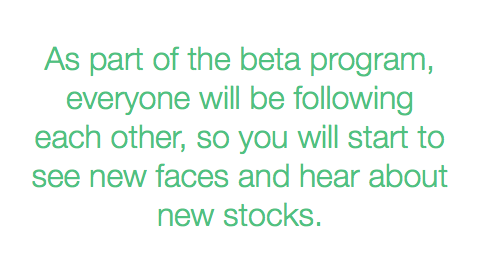 As part of the beta program,
everyone will be following
each other, so you will start to
see new faces and hear about
new stocks.